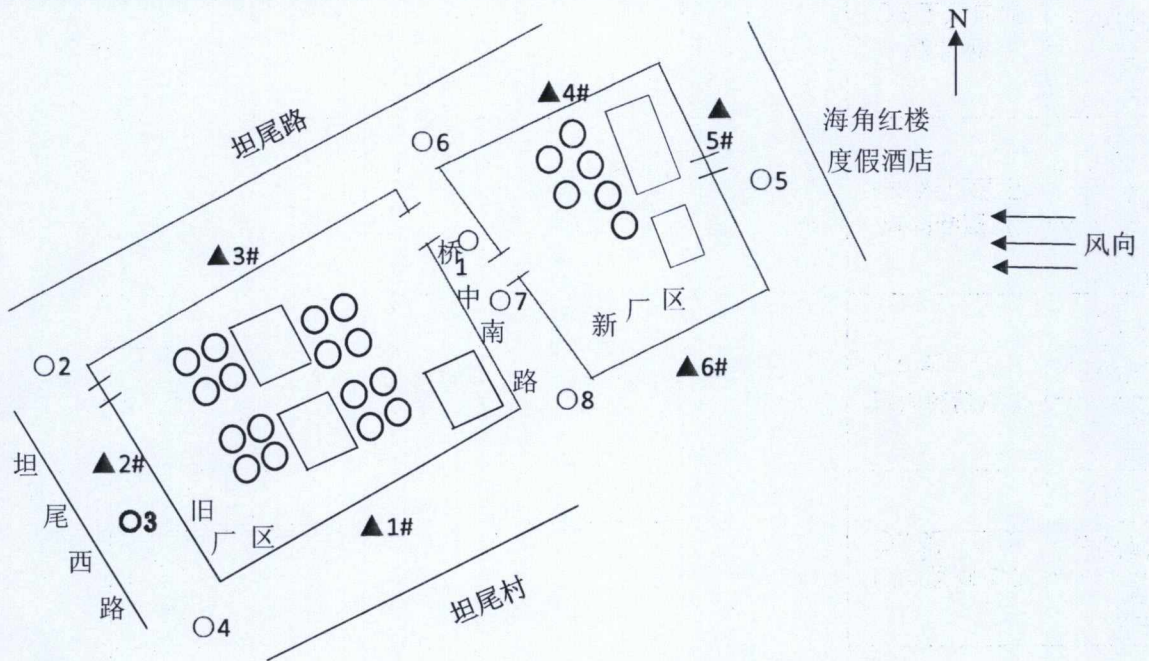 N
▲4#
坦尾路
▲
5#
海角红楼
度假酒店
○6
○5
▲3#
桥
○
1
风向
中
○7
南
新厂区
○2
路
▲6#
○8
坦
▲2#
尾
○3
旧
厂区
▲1#
西
路
坦尾村
○4